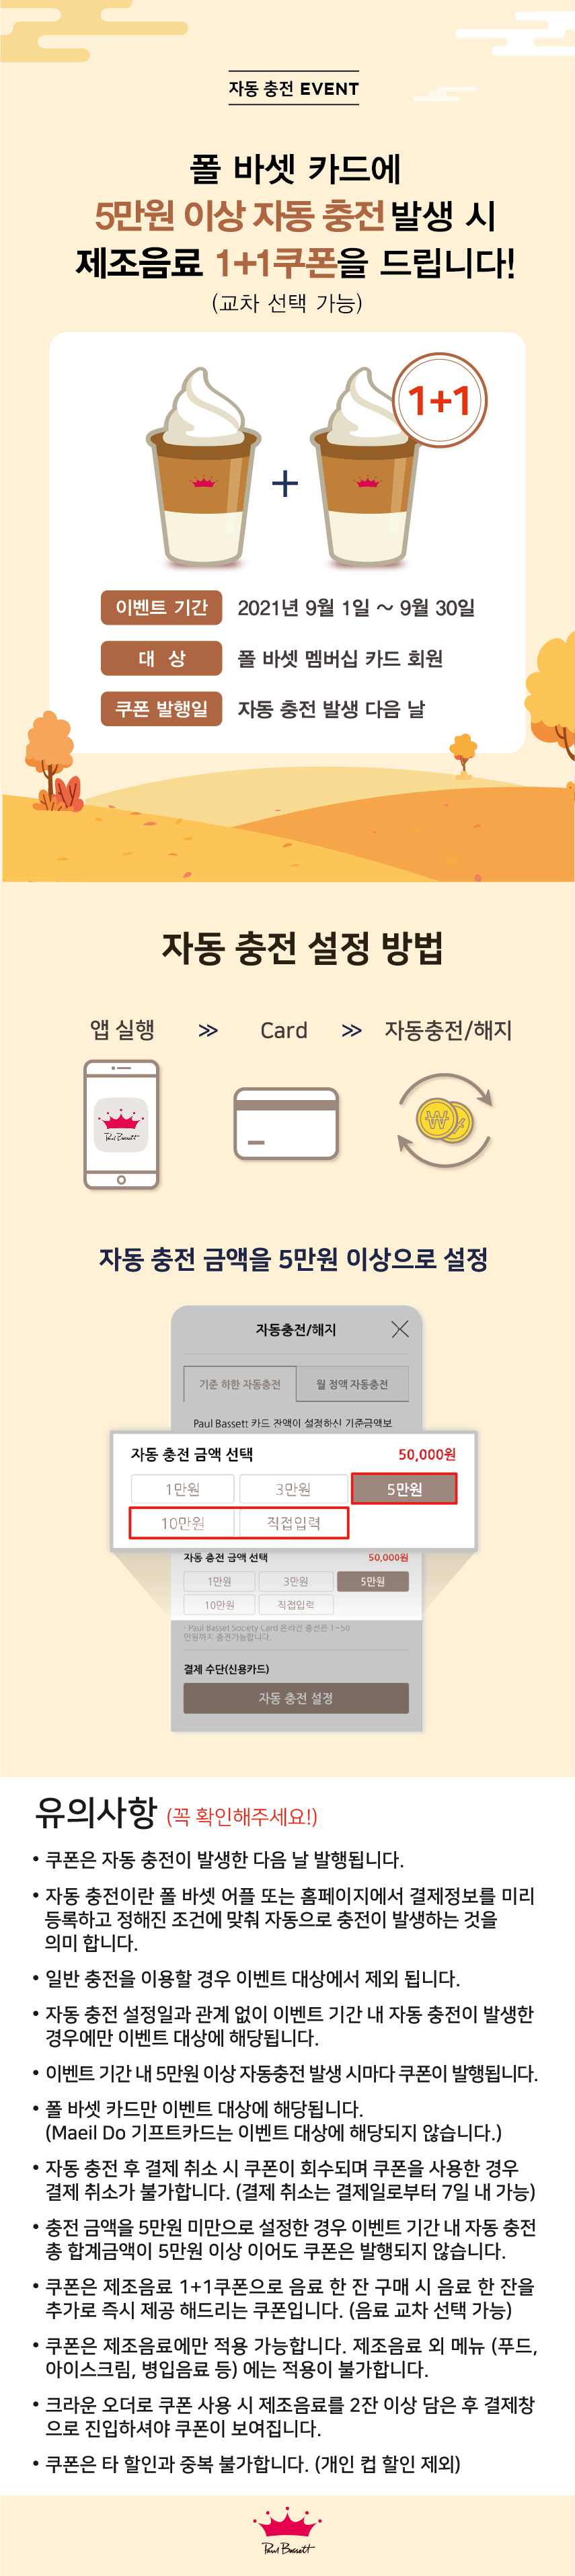 자동 충전 EVENT
폴 바셋 카드에
5만원 이상 자동 충전 발생 시
제조음료 1+1쿠폰을 드립니다!
(교차 선택 가능)
1+1
+
이벤트 기간 2021년 9월 1일 ~ 9월 30일
대 상 폴 바셋 멤버십 카드 회원
쿠폰 발행일 자동 충전 발생 다음 날
자동 충전 설정 방법
앱 실행 >> Card >> 자동충전/해지
Paul Bassett
자동 충전 금액을 5만원 이상으로 설정
자동충전/해지
기준 하한 자동충전 월 정액 자동충전
Paul Bassett 카드 잔액이 설정하신 기준금액보
자동 충전 금액 선택 50,000원
1만원 3만원 5만원
10만원 직접입력
자동 충전 금액 선택 50,000원
1만원 3만원 5만원
10만원 직접입력
- Paul Basset Society Card 온라인 충전은 1~50
만원까지 충전가능합니다.
결제 수단(신용카드)
자동 충전 설정
유의사항 (꼭 확인해주세요!)
• 쿠폰은 자동 충전이 발생한 다음 날 발행됩니다.
• 자동 충전이란 폴 바셋 어플 또는 홈페이지에서 결제정보를 미리
등록하고 정해진 조건에 맞춰 자동으로 충전이 발생하는 것을
의미 합니다.
• 일반 충전을 이용할 경우 이벤트 대상에서 제외 됩니다.
• 자동 충전 설정일과 관계 없이 이벤트 기간 내 자동 충전이 발생한
경우에만 이벤트 대상에 해당됩니다.
• 이벤트 기간 내 5만원 이상 자동충전 발생 시마다 쿠폰이 발행됩니다.
• 폴 바셋 카드만 이벤트 대상에 해당됩니다.
(Maeil Do 기프트카드는 이벤트 대상에 해당되지 않습니다.)
• 자동 충전 후 결제 취소 시 쿠폰이 회수되며 쿠폰을 사용한 경우
결제 취소가 불가합니다. (결제 취소는 결제일로부터 7일 내 가능)
• 충전 금액을 5만원 미만으로 설정한 경우 이벤트 기간 내 자동 충전
총 합계금액이 5만원 이상 이어도 쿠폰은 발행되지 않습니다.
• 쿠폰은 제조음료 1+1쿠폰으로 음료 한 잔 구매 시 음료 한 잔을
추가로 즉시 제공 해드리는 쿠폰입니다. (음료 교차 선택 가능)
• 쿠폰은 제조음료에만 적용 가능합니다. 제조음료 외 메뉴 (푸드,
아이스크림, 병입음료 등) 에는 적용이 불가합니다.
• 크라운 오더로 쿠폰 사용 시 제조음료를 2잔 이상 담은 후 결제창
으로 진입하셔야 쿠폰이 보여집니다.
• 쿠폰은 타 할인과 중복 불가합니다. (개인 컵 할인 제외)
Paul Bassett